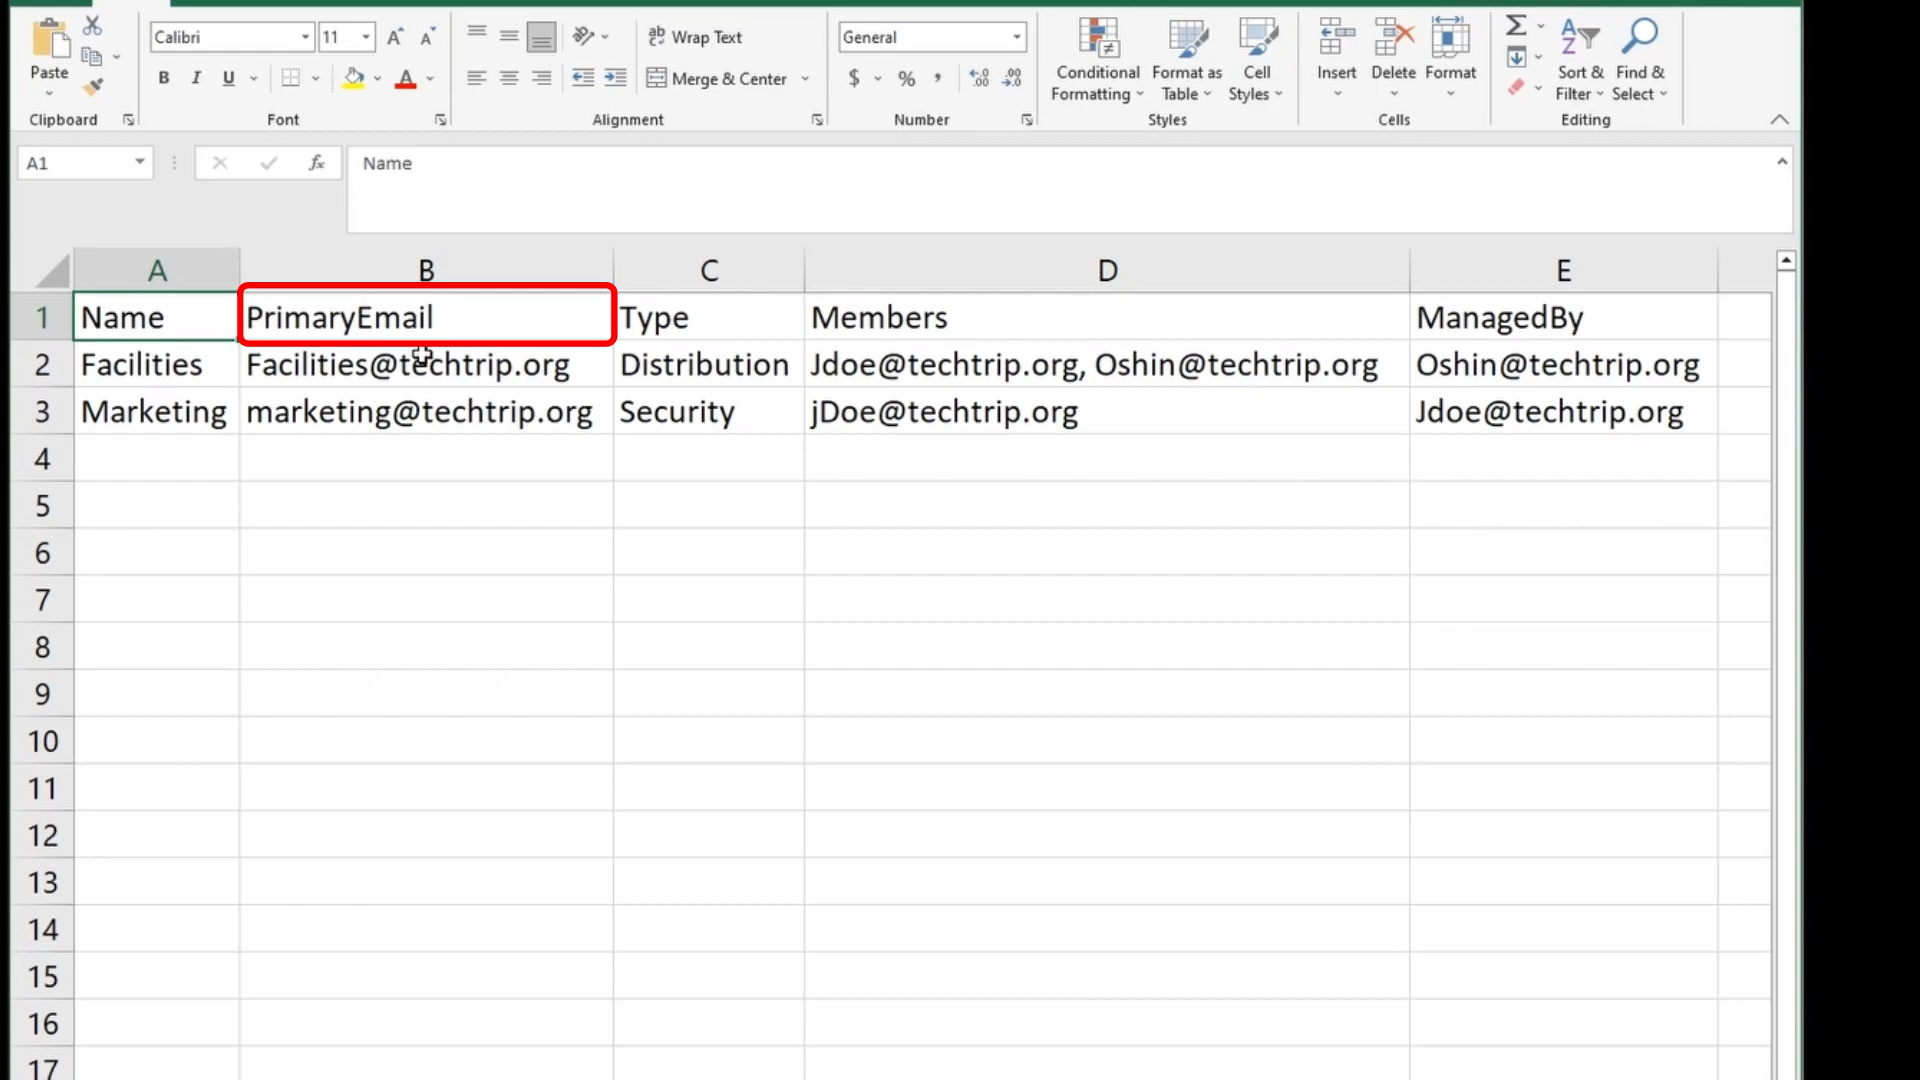 Calibri 11 Wrap Text General
Paste B I U A Merge & Center $ % Conditional Formatting Format as Table Cell Styles Insert Delete Format Sort & Filter Find & Select
Clipboard Font Alignment Number Styles Cells Editing
A1 fx Name
A B C D E
1 Name PrimaryEmail Type Members ManagedBy
2 Facilities Facilities@techtrip.org Distribution Jdoe@techtrip.org, Oshin@techtrip.org Oshin@techtrip.org
3 Marketing marketing@techtrip.org Security jDoe@techtrip.org Jdoe@techtrip.org
4
5
6
7
8
9
10
11
12
13
14
15
16
17